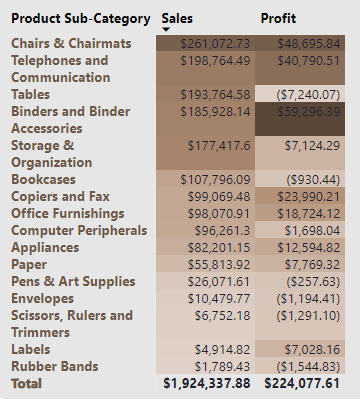 Product Sub-Category Sales Profit
Chairs & Chairmats $261,072.73 $48,695.84
Telephones and $198,764.49 $40,790.51
Communication
Tables $193,764.58 ($7,240.07)
Binders and Binder $185,928.14 $59,296.39
Accessories
Storage & $177,417.6 $7,124.29
Organization
Bookcases $107,796.09 ($930.44)
Copiers and Fax $99,069.48 $23,990.21
Office Furnishings $98,070.91 $18,724.12
Computer Peripherals $96,261.3 $1,698.04
Appliances $82,201.15 $12,594.82
Paper $55,813.92 $7,769.32
Pens & Art Supplies $26,071.61 ($257.63)
Envelopes $10,479.77 ($1,194.41)
Scissors, Rulers and $6,752.18 ($1,291.10)
Trimmers
Labels $4,914.82 $7,028.16
Rubber Bands $1,789.43 ($1,544.83)
Total $1,924,337.88 $224,077.61